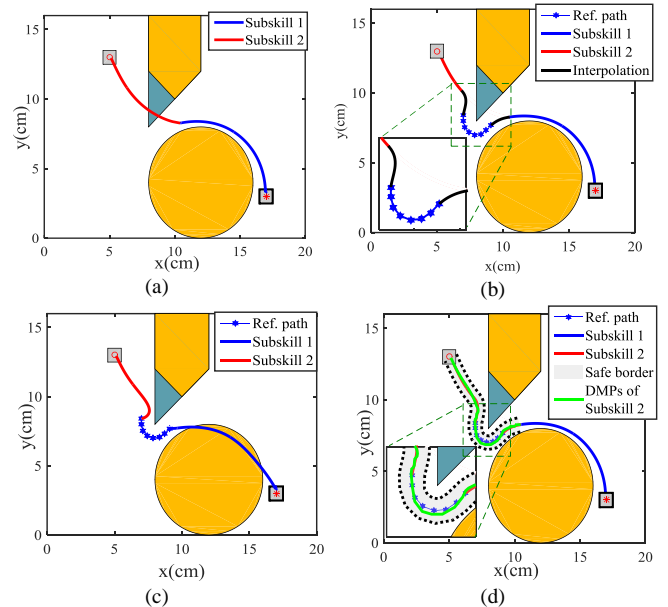 Subskill 1
Subskill 2
y(cm)
15
10
5
0
0 5 10 15 20
x(cm)
(a)
Ref. path
Subskill 1
Subskill 2
Interpolation
y(cm)
15
10
5
0
0 5 10 15 20
x(cm)
(b)
Ref. path
Subskill 1
Subskill 2
y(cm)
15
10
5
0
0 5 10 15 20
x(cm)
(c)
Ref. path
Subskill 1
Subskill 2
Safe border
DMPs of
Subskill 2
y(cm)
15
10
5
0
0 5 10 15 20
x(cm)
(d)